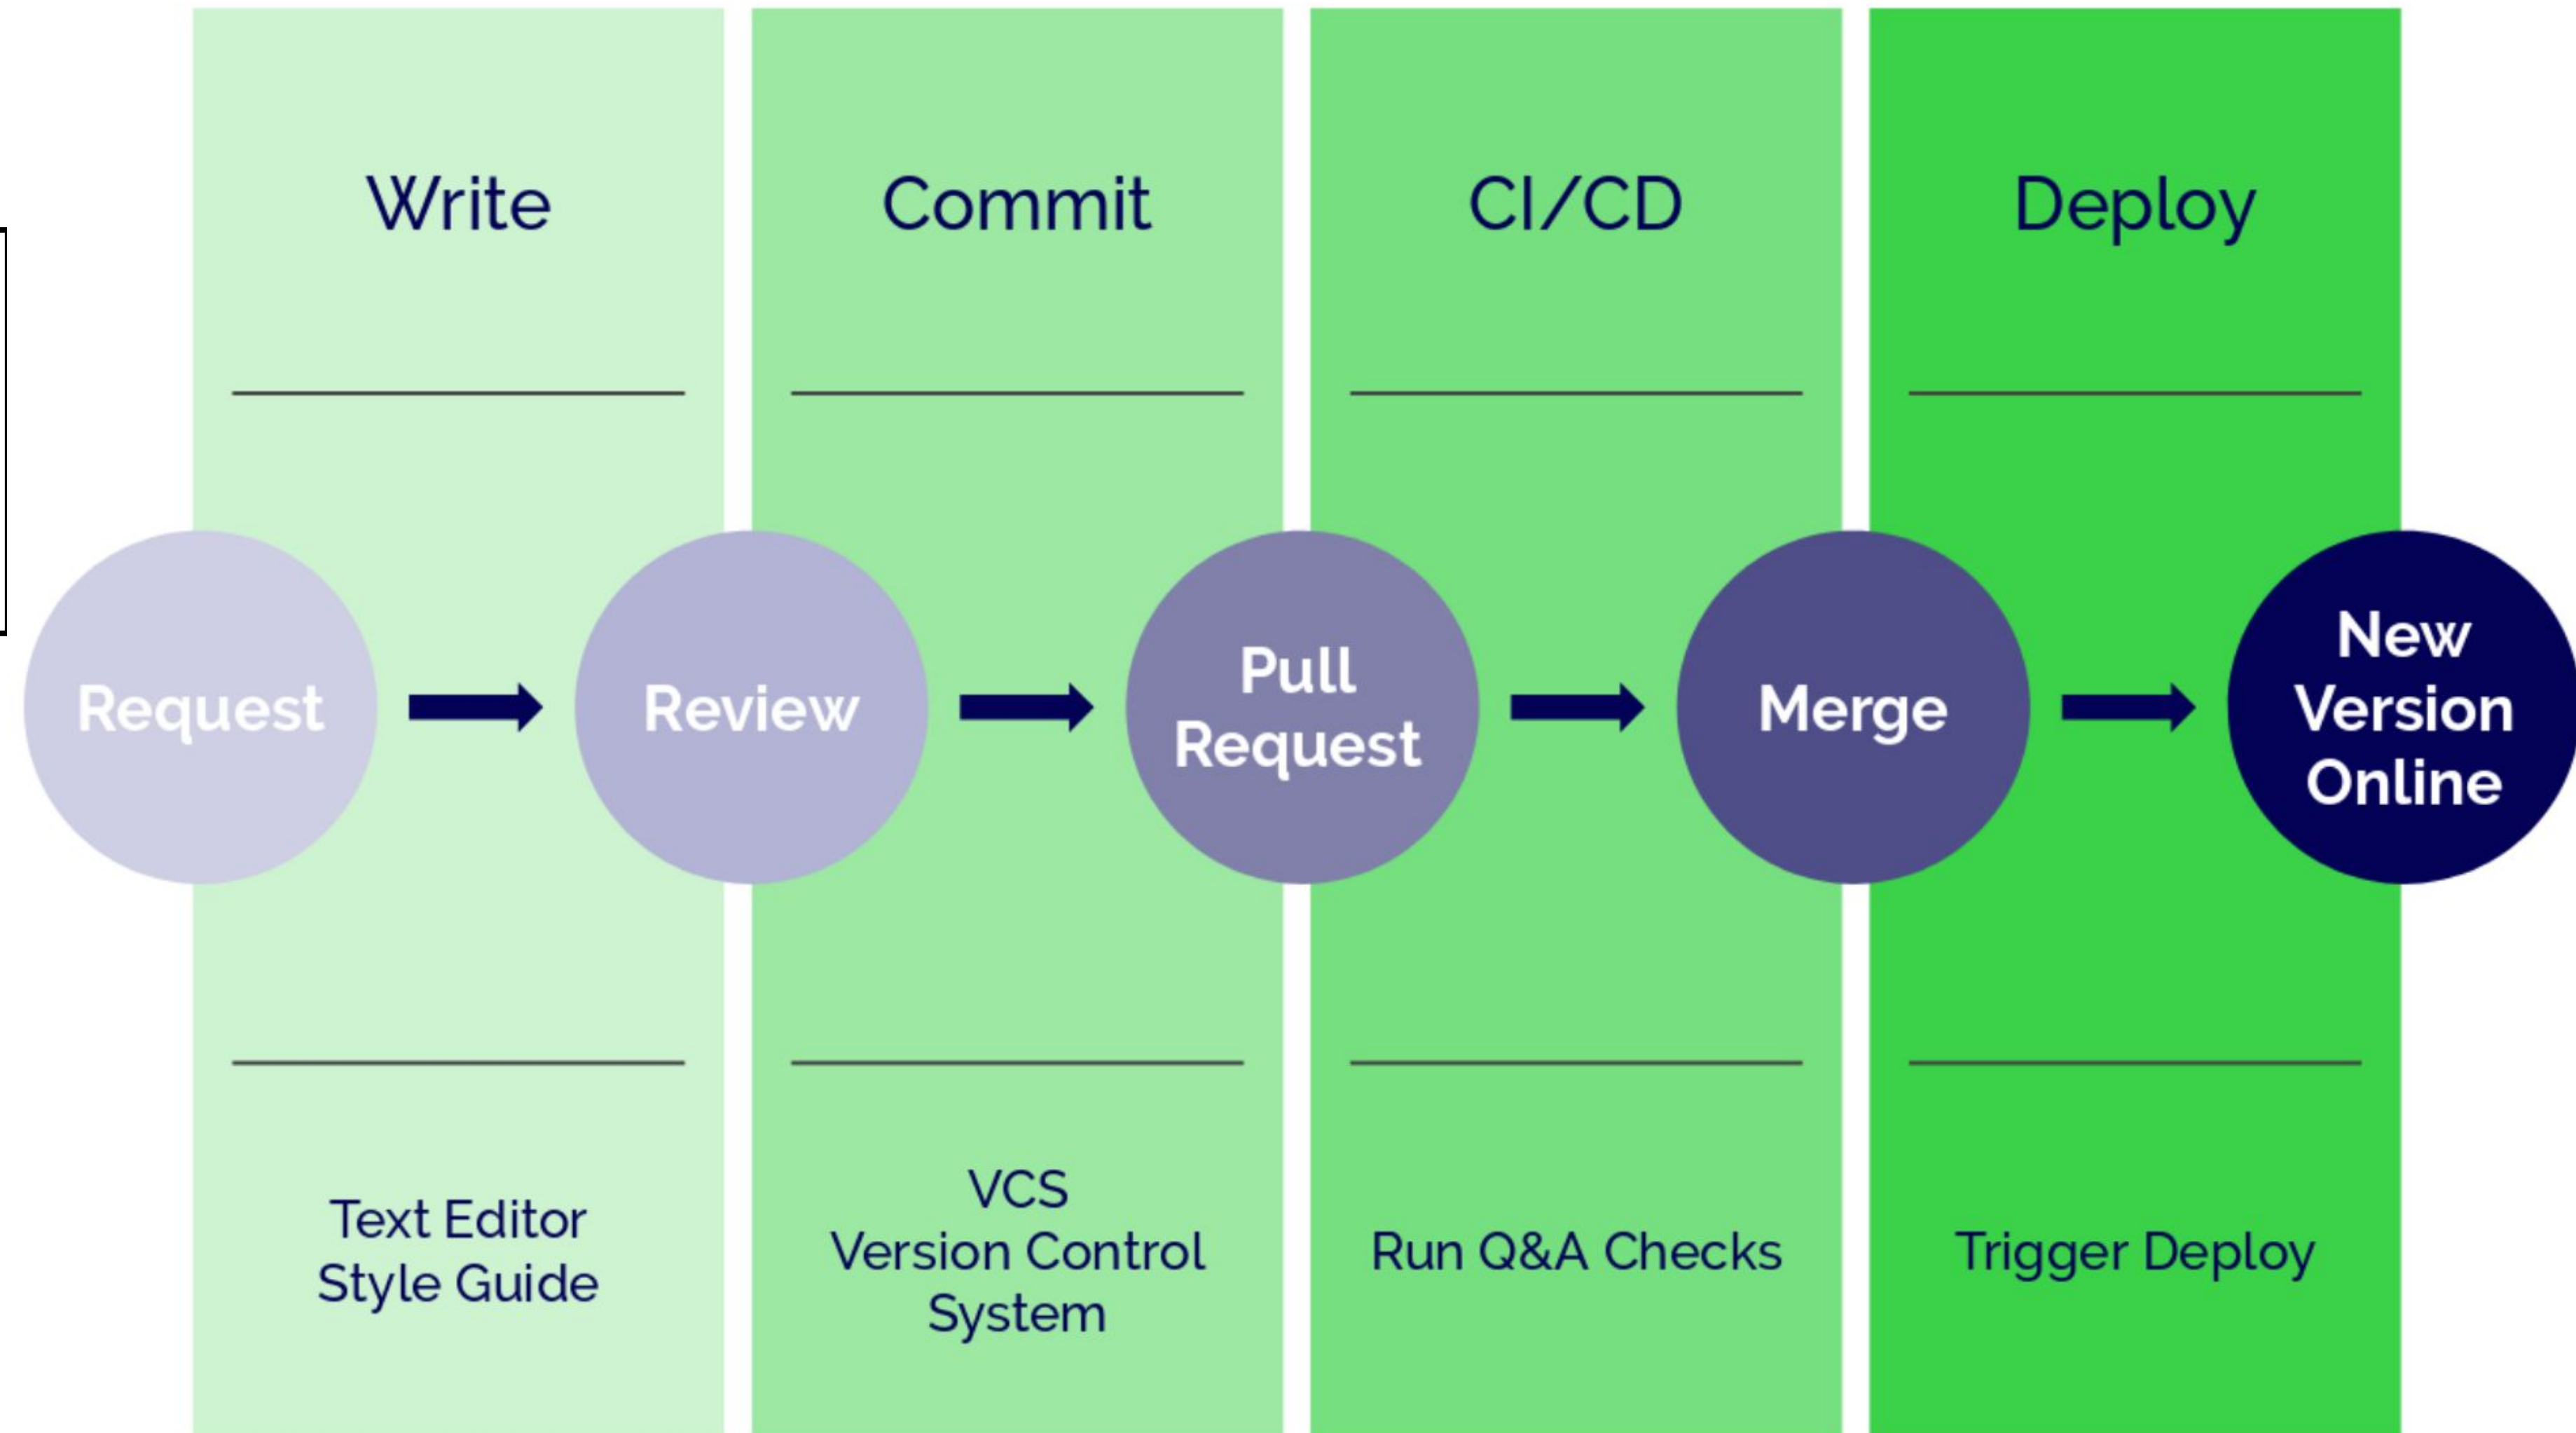 Write
Commit
CI/CD
Deploy
Request
Review
Pull
Request
Merge
New
Version
Online
Text Editor
Style Guide
VCS
Version Control
System
Run Q&A Checks
Trigger Deploy